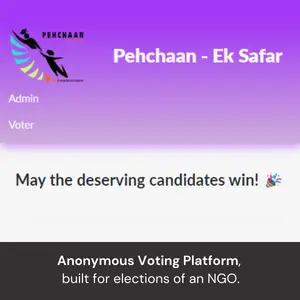 PEHCHAAN
Pehchaan - Ek Safar
Admin
Voter
May the deserving candidates win! 🎉
Anonymous Voting Platform,
built for elections of an NGO.